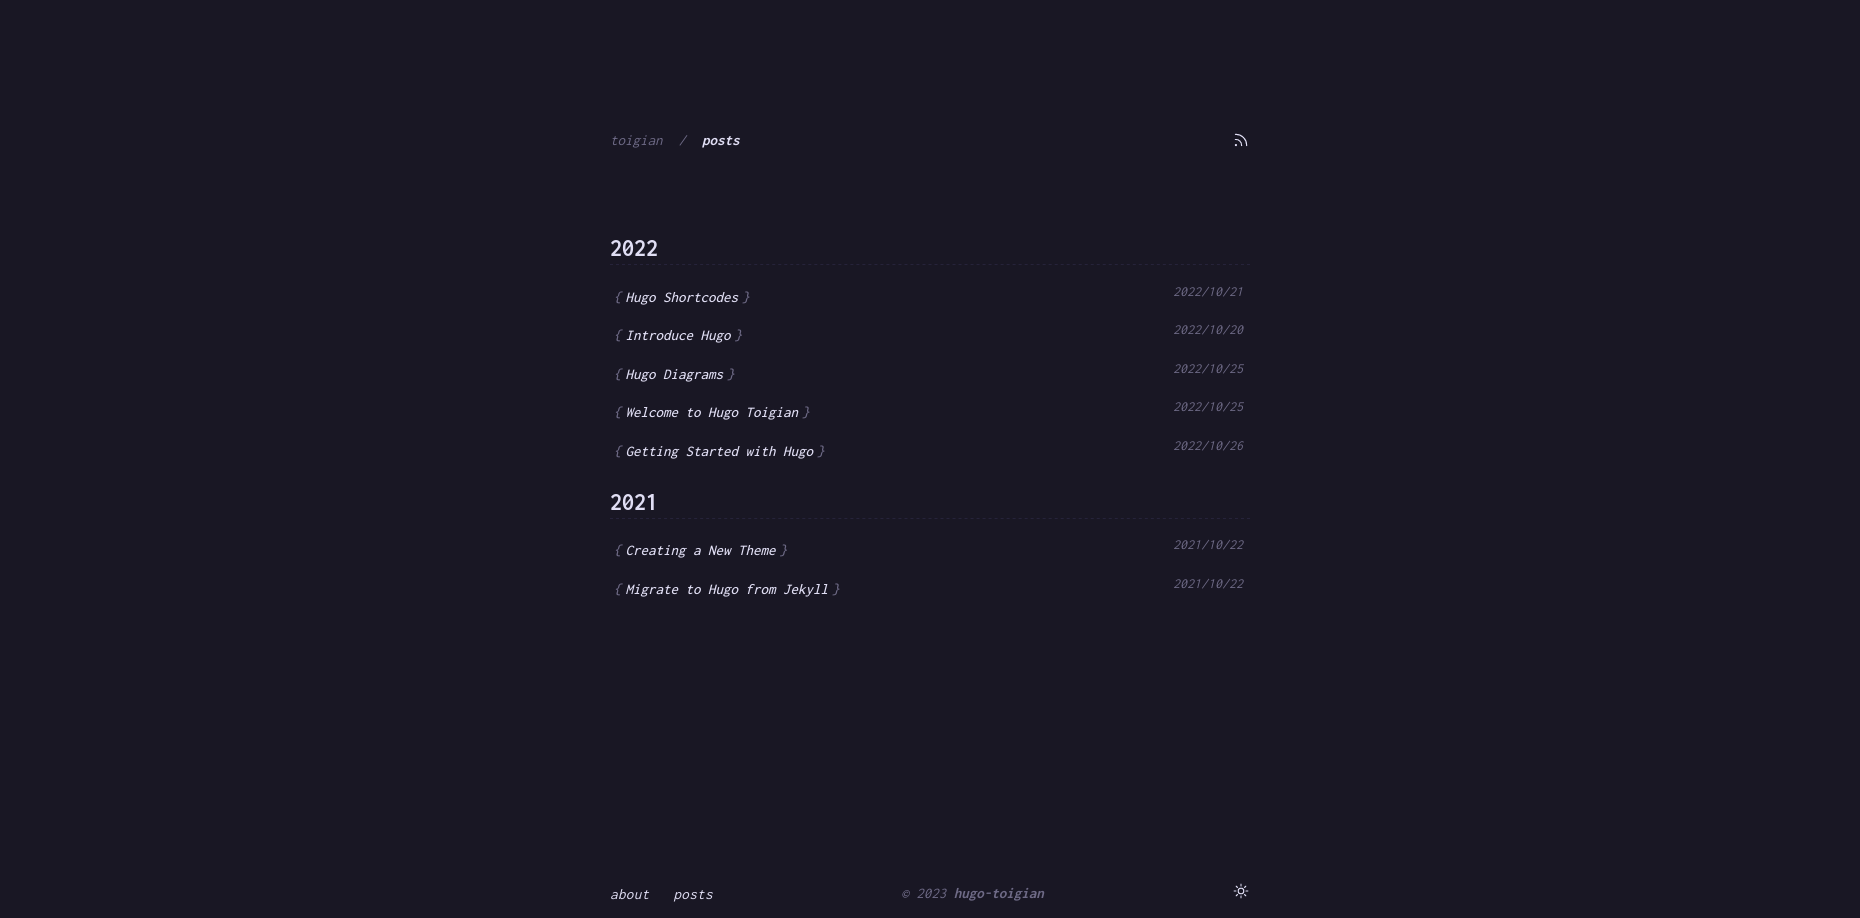 toigian / posts
2022
{ Hugo Shortcodes } 2022/10/21
{ Introduce Hugo } 2022/10/20
{ Hugo Diagrams } 2022/10/25
{ Welcome to Hugo Toigian } 2022/10/25
{ Getting Started with Hugo } 2022/10/26
2021
{ Creating a New Theme } 2021/10/22
{ Migrate to Hugo from Jekyll } 2021/10/22
about posts © 2023 hugo-toigian